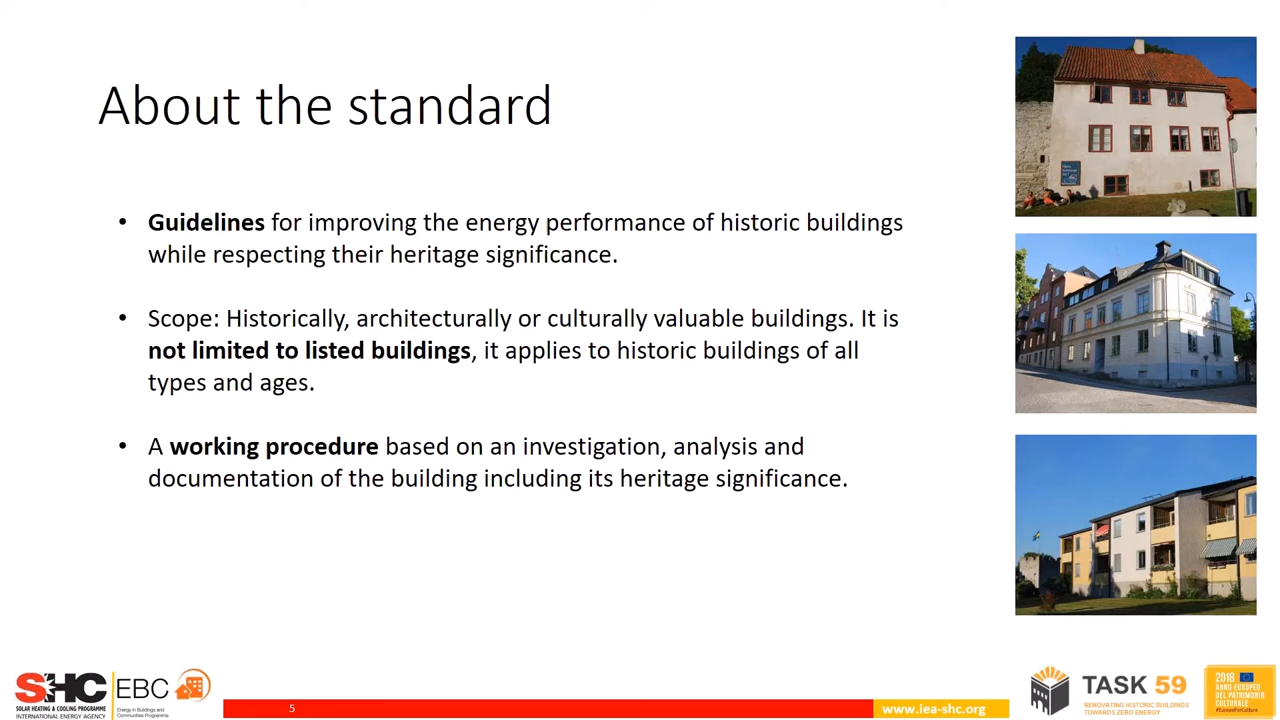 About the standard
• Guidelines for improving the energy performance of historic buildings
while respecting their heritage significance.
• Scope: Historically, architecturally or culturally valuable buildings. It is
not limited to listed buildings, it applies to historic buildings of all
types and ages.
• A working procedure based on an investigation, analysis and
documentation of the building including its heritage significance.
SHC
SOLAR HEATING & COOLING PROGRAMME
INTERNATIONAL ENERGY AGENCY
EBC
Energy in Buildings and
Communities Programme
5
www.iea-shc.org
TASK 59
RENOVATING HISTORIC BUILDINGS
TOWARDS ZERO ENERGY
2018
ANNO EUROPEO
DEL PATRIMONIO
CULTURALE
#EuropeForCulture